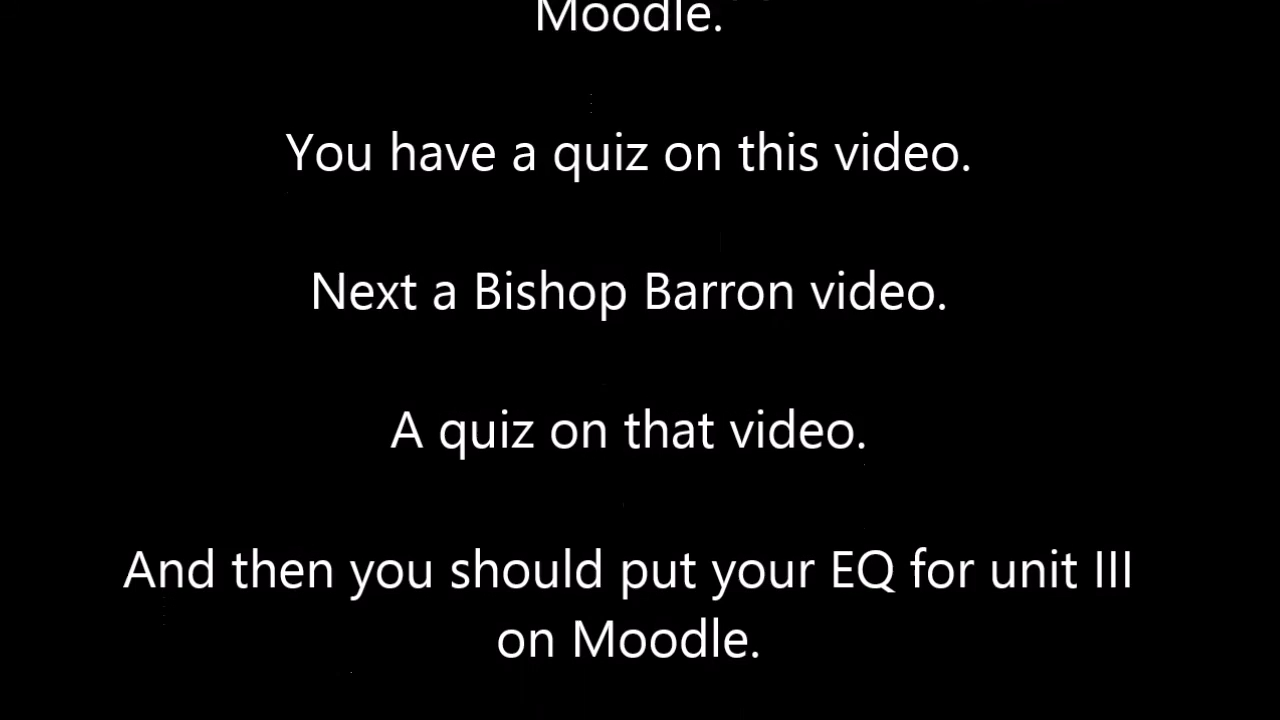 Moodle.
You have a quiz on this video.
Next a Bishop Barron video.
A quiz on that video.
And then you should put your EQ for unit III
on Moodle.